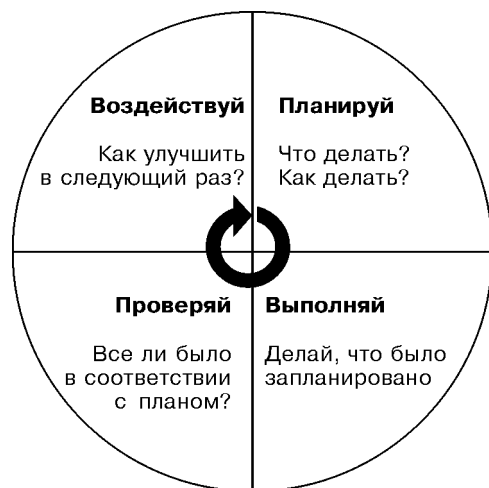 Воздействуй
Как улучшить
в следующий раз?
Планируй
Что делать?
Как делать?
Проверяй
Все ли было
в соответствии
с планом?
Выполняй
Делай, что было
запланировано